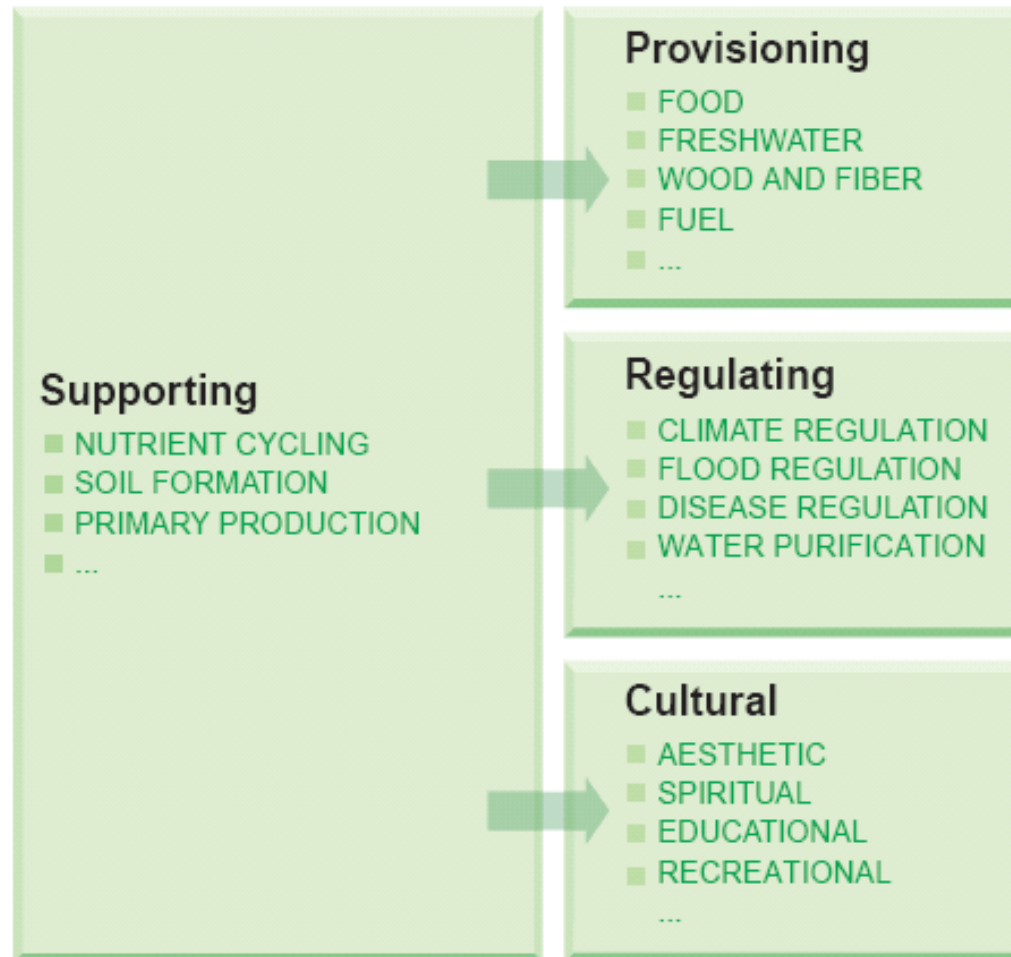 Supporting
NUTRIENT CYCLING
SOIL FORMATION
PRIMARY PRODUCTION
...
Provisioning
FOOD
FRESHWATER
WOOD AND FIBER
FUEL
...
Regulating
CLIMATE REGULATION
FLOOD REGULATION
DISEASE REGULATION
WATER PURIFICATION
...
Cultural
AESTHETIC
SPIRITUAL
EDUCATIONAL
RECREATIONAL
...